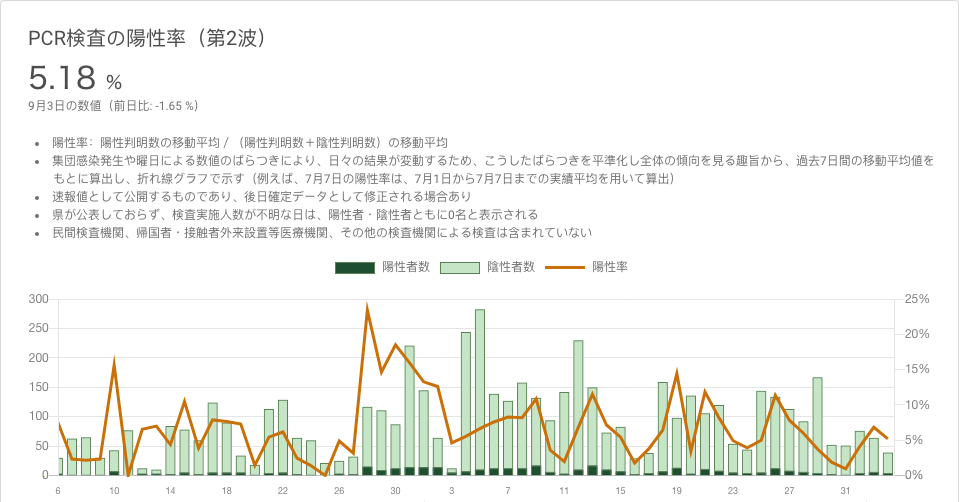 PCR検査の陽性率（第2波）
5.18 %
9月3日の数値（前日比: -1.65 %）
陽性率：陽性判明数の移動平均 / （陽性判明数＋陰性判明数）の移動平均
集団感染発生や曜日による数値のばらつきにより、日々の結果が変動するため、こうしたばらつきを平準化し全体の傾向を見る趣旨から、過去7日間の移動平均値を
もとに算出し、折れ線グラフで示す（例えば、7月7日の陽性率は、7月1日から7月7日までの実績平均を用いて算出）
速報値として公開するものであり、後日確定データとして修正される場合あり
県が公表しておらず、検査実施人数が不明な日は、陽性者・陰性者ともに0名と表示される
民間検査機関、帰国者・接触者外来設置等医療機関、その他の検査機関による検査は含まれていない
陽性者数 陰性者数 陽性率
300 25%
250 20%
200 15%
150
100 10%
50 5%
0 0%
6 10 14 18 22 26 30 3 7 11 15 19 23 27 31